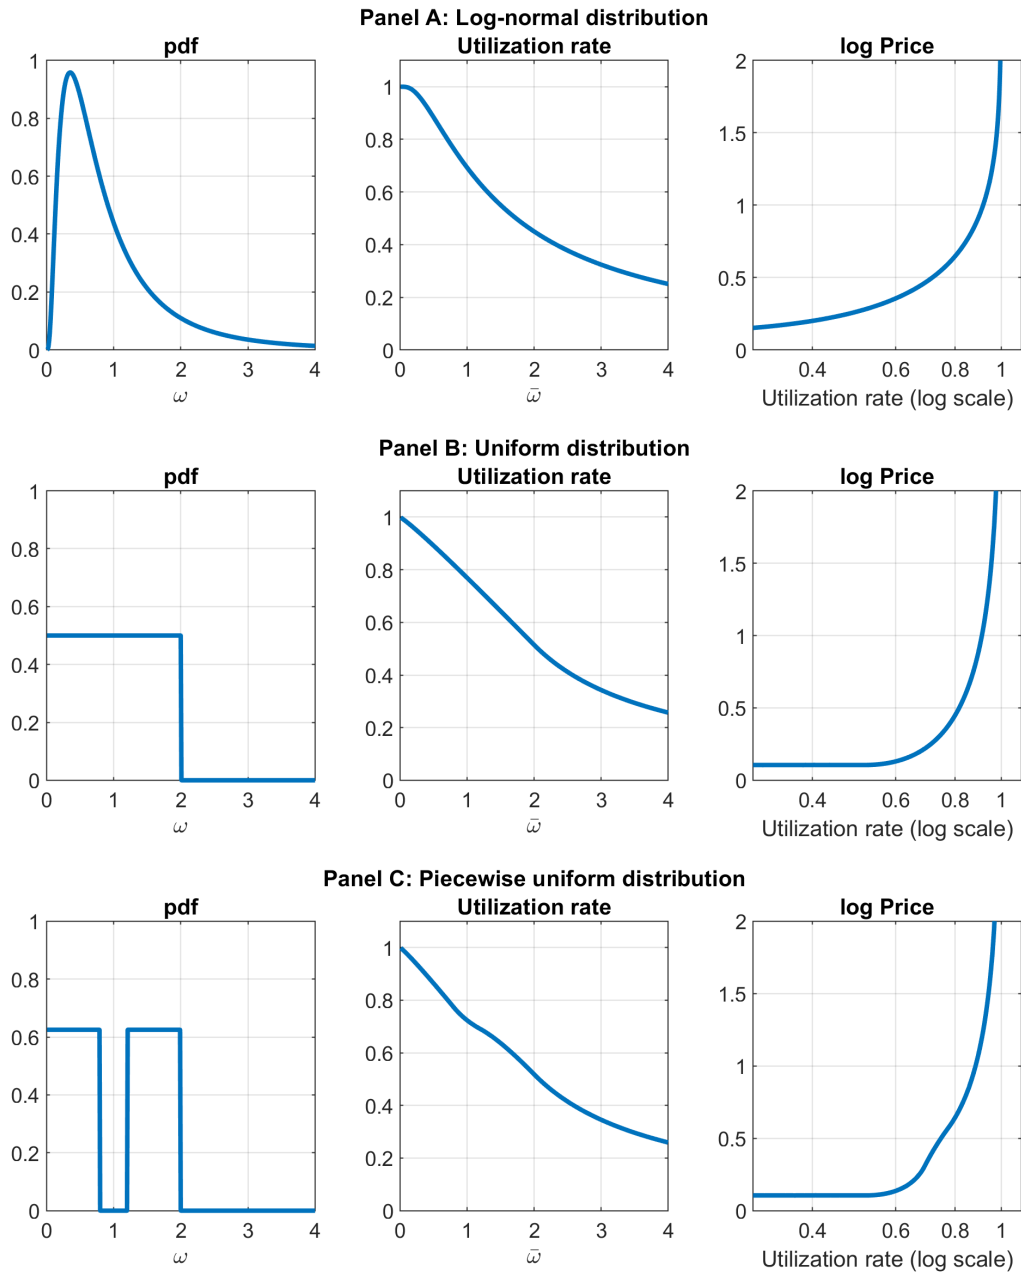 Panel A: Log-normal distribution
pdf
Utilization rate
log Price
1
0.8
0.6
0.4
0.2
0
0 1 2 3 4
ω
1
0.8
0.6
0.4
0.2
0
0 1 2 3 4
ω̄
2
1.5
1
0.5
0
0.4 0.6 0.8 1
Utilization rate (log scale)
Panel B: Uniform distribution
pdf
Utilization rate
log Price
1
0.8
0.6
0.4
0.2
0
0 1 2 3 4
ω
1
0.8
0.6
0.4
0.2
0
0 1 2 3 4
ω̄
2
1.5
1
0.5
0
0.4 0.6 0.8 1
Utilization rate (log scale)
Panel C: Piecewise uniform distribution
pdf
Utilization rate
log Price
1
0.8
0.6
0.4
0.2
0
0 1 2 3 4
ω
1
0.8
0.6
0.4
0.2
0
0 1 2 3 4
ω̄
2
1.5
1
0.5
0
0.4 0.6 0.8 1
Utilization rate (log scale)